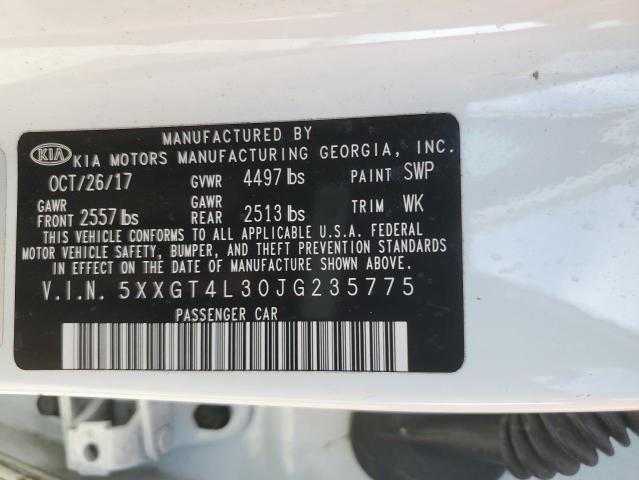 MANUFACTURED BY
KIA KIA MOTORS MANUFACTURING GEORGIA, INC.
OCT/26/17 GVWR 4497 lbs PAINT SWP
GAWR FRONT 2557 lbs GAWR REAR 2513 lbs TRIM WK
THIS VEHICLE CONFORMS TO ALL APPLICABLE U.S.A. FEDERAL
MOTOR VEHICLE SAFETY, BUMPER, AND THEFT PREVENTION STANDARDS
IN EFFECT ON THE DATE OF MANUFACTURE SHOWN ABOVE.
V.I.N. 5XXGT4L30JG235775
PASSENGER CAR